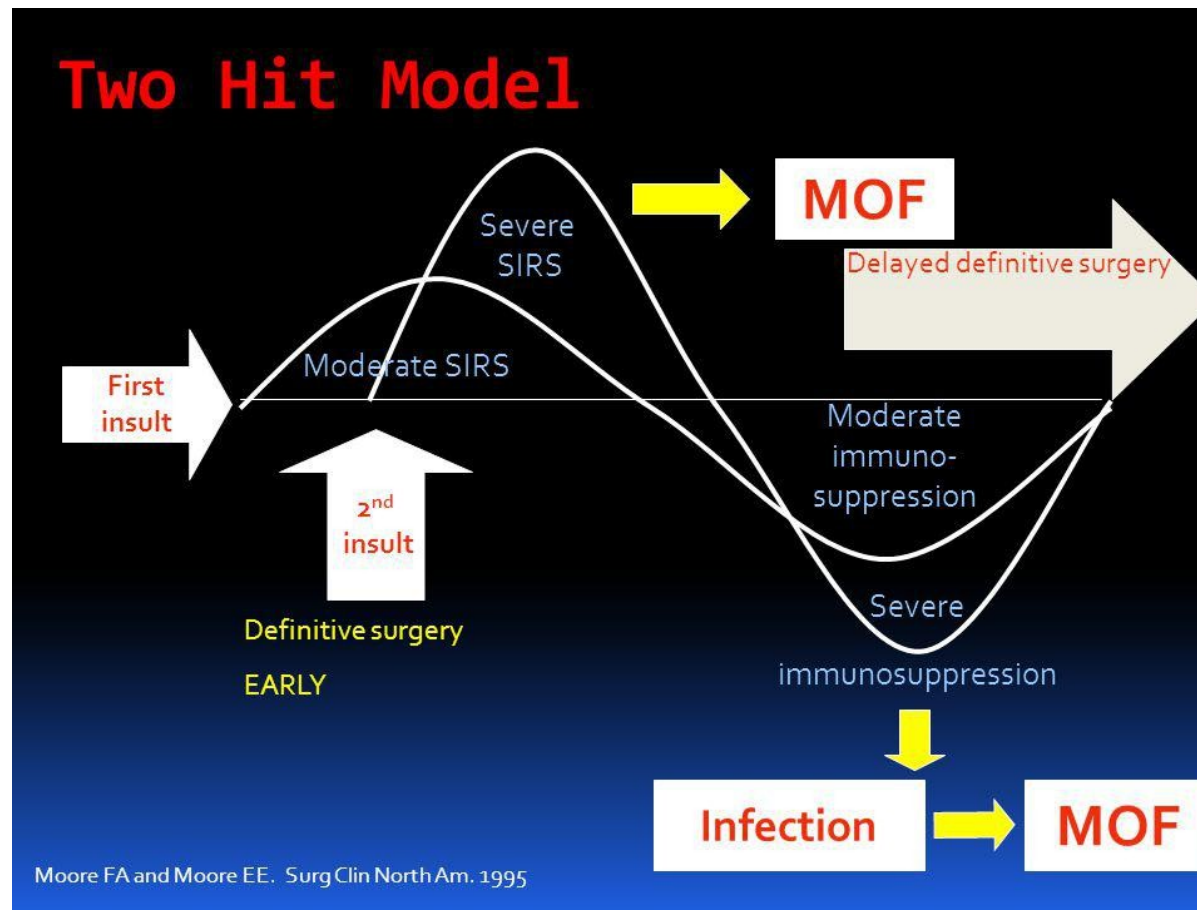 Two Hit Model
MOF
Severe
SIRS
Delayed definitive surgery
Moderate SIRS
First
insult
Moderate
immuno-
suppression
2nd
insult
Severe
Definitive surgery
immunosuppression
EARLY
Infection
MOF
Moore FA and Moore EE. Surg Clin North Am. 1995